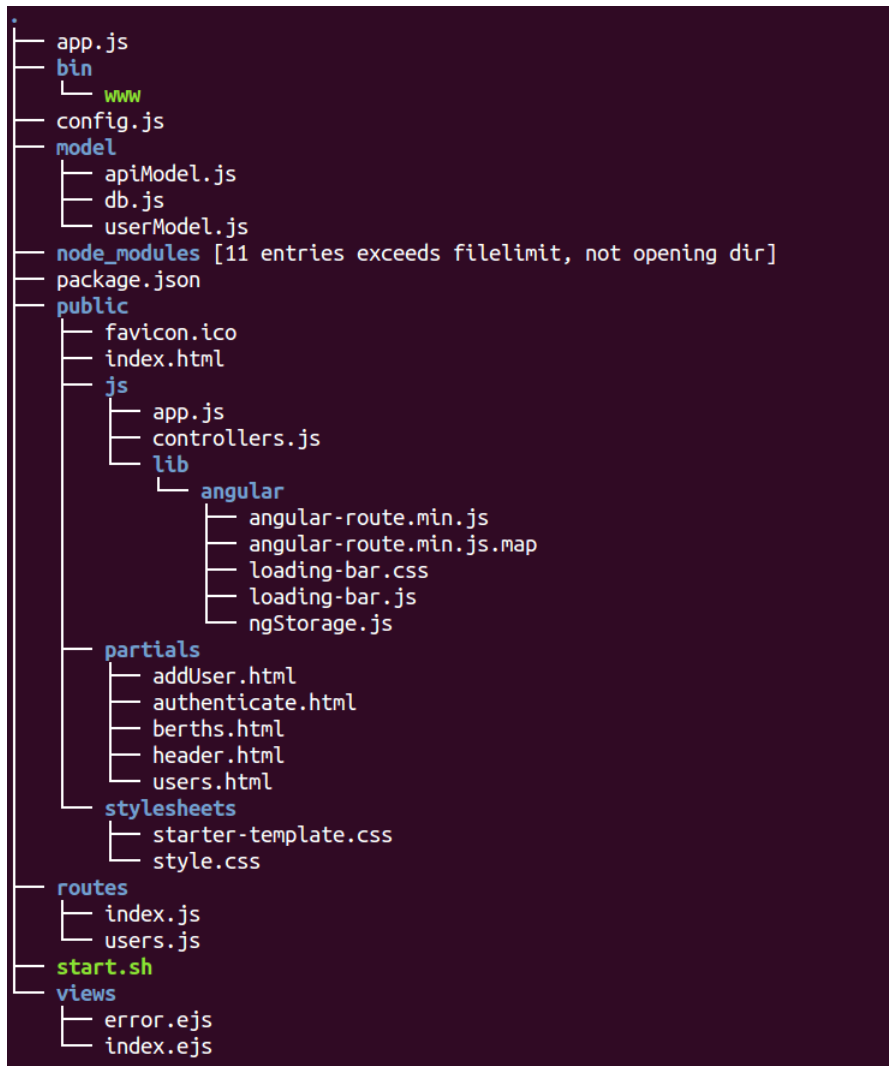 .
├── app.js
├── bin
│   └── www
├── config.js
├── model
│   ├── apiModel.js
│   ├── db.js
│   └── userModel.js
├── node_modules [11 entries exceeds filelimit, not opening dir]
├── package.json
├── public
│   ├── favicon.ico
│   ├── index.html
│   ├── js
│   │   ├── app.js
│   │   ├── controllers.js
│   │   └── lib
│   │       └── angular
│   │           ├── angular-route.min.js
│   │           ├── angular-route.min.js.map
│   │           ├── loading-bar.css
│   │           ├── loading-bar.js
│   │           └── ngStorage.js
│   ├── partials
│   │   ├── addUser.html
│   │   ├── authenticate.html
│   │   ├── berths.html
│   │   ├── header.html
│   │   └── users.html
│   └── stylesheets
│       ├── starter-template.css
│       └── style.css
├── routes
│   ├── index.js
│   └── users.js
├── start.sh
└── views
    ├── error.ejs
    └── index.ejs